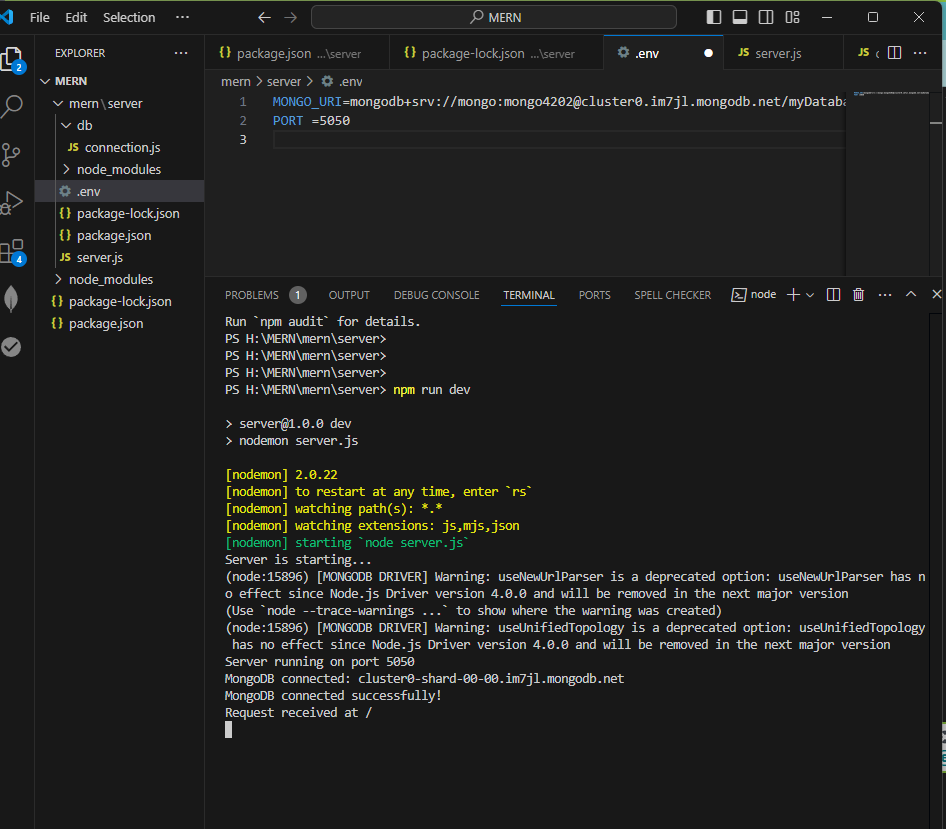 File Edit Selection ··· MERN
EXPLORER ···
MERN
mern\server
db
JS connection.js
node_modules
.env
{} package-lock.json
{} package.json
JS server.js
node_modules
{} package-lock.json
{} package.json
2
4
{} package.json ...\server {} package-lock.json ...\server .env JS server.js JS ···
mern > server > .env
1 MONGO_URI=mongodb+srv://mongo:mongo4202@cluster0.im7jl.mongodb.net/myDataba
2 PORT =5050
3
PROBLEMS 1 OUTPUT DEBUG CONSOLE TERMINAL PORTS SPELL CHECKER node ···
Run `npm audit` for details.
PS H:\MERN\mern\server>
PS H:\MERN\mern\server>
PS H:\MERN\mern\server>
PS H:\MERN\mern\server> npm run dev
> server@1.0.0 dev
> nodemon server.js
[nodemon] 2.0.22
[nodemon] to restart at any time, enter `rs`
[nodemon] watching path(s): *.*
[nodemon] watching extensions: js,mjs,json
[nodemon] starting `node server.js`
Server is starting...
(node:15896) [MONGODB DRIVER] Warning: useNewUrlParser is a deprecated option: useNewUrlParser has n
o effect since Node.js Driver version 4.0.0 and will be removed in the next major version
(Use `node --trace-warnings ...` to show where the warning was created)
(node:15896) [MONGODB DRIVER] Warning: useUnifiedTopology is a deprecated option: useUnifiedTopology
has no effect since Node.js Driver version 4.0.0 and will be removed in the next major version
Server running on port 5050
MongoDB connected: cluster0-shard-00-00.im7jl.mongodb.net
MongoDB connected successfully!
Request received at /